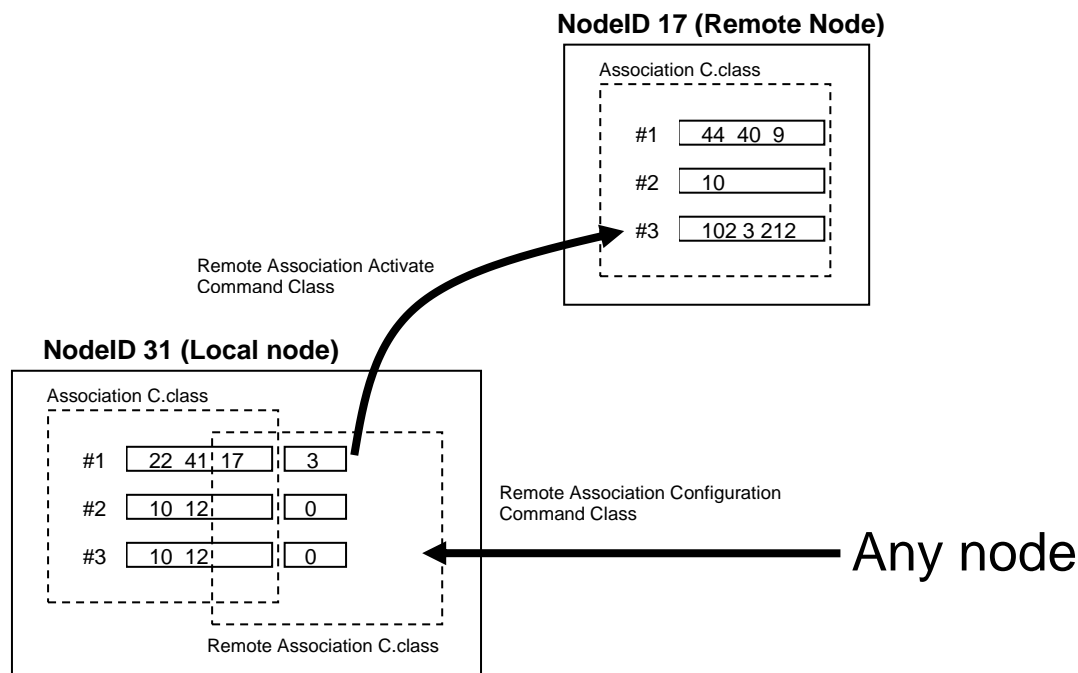 NodeID 17 (Remote Node)
Association C.class
#1 44 40 9
#2 10
#3 102 3 212
Remote Association Activate
Command Class
NodeID 31 (Local node)
Association C.class
#1 22 41 17 3
#2 10 12 0
#3 10 12 0
Remote Association Configuration
Command Class
Any node
Remote Association C.class